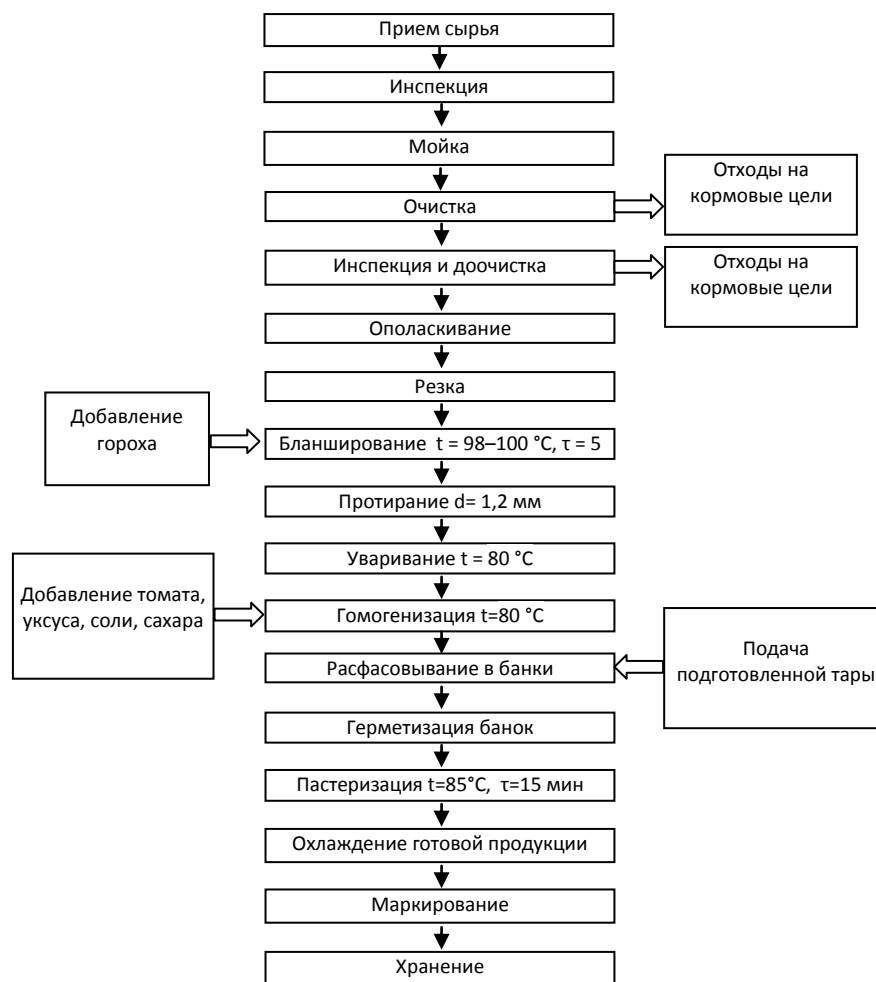 Прием сырья
Инспекция
Мойка
Отходы на
кормовые цели
Очистка
Инспекция и доочистка
Отходы на
кормовые цели
Ополаскивание
Резка
Добавление
гороха
Бланширование t = 98–100 °C, τ = 5
Протирание d= 1,2 мм
Уваривание t = 80 °C
Добавление томата,
уксуса, соли, сахара
Гомогенизация t=80 °C
Расфасовывание в банки
Подача
подготовленной тары
Герметизация банок
Пастеризация t=85°C, τ=15 мин
Охлаждение готовой продукции
Маркирование
Хранение